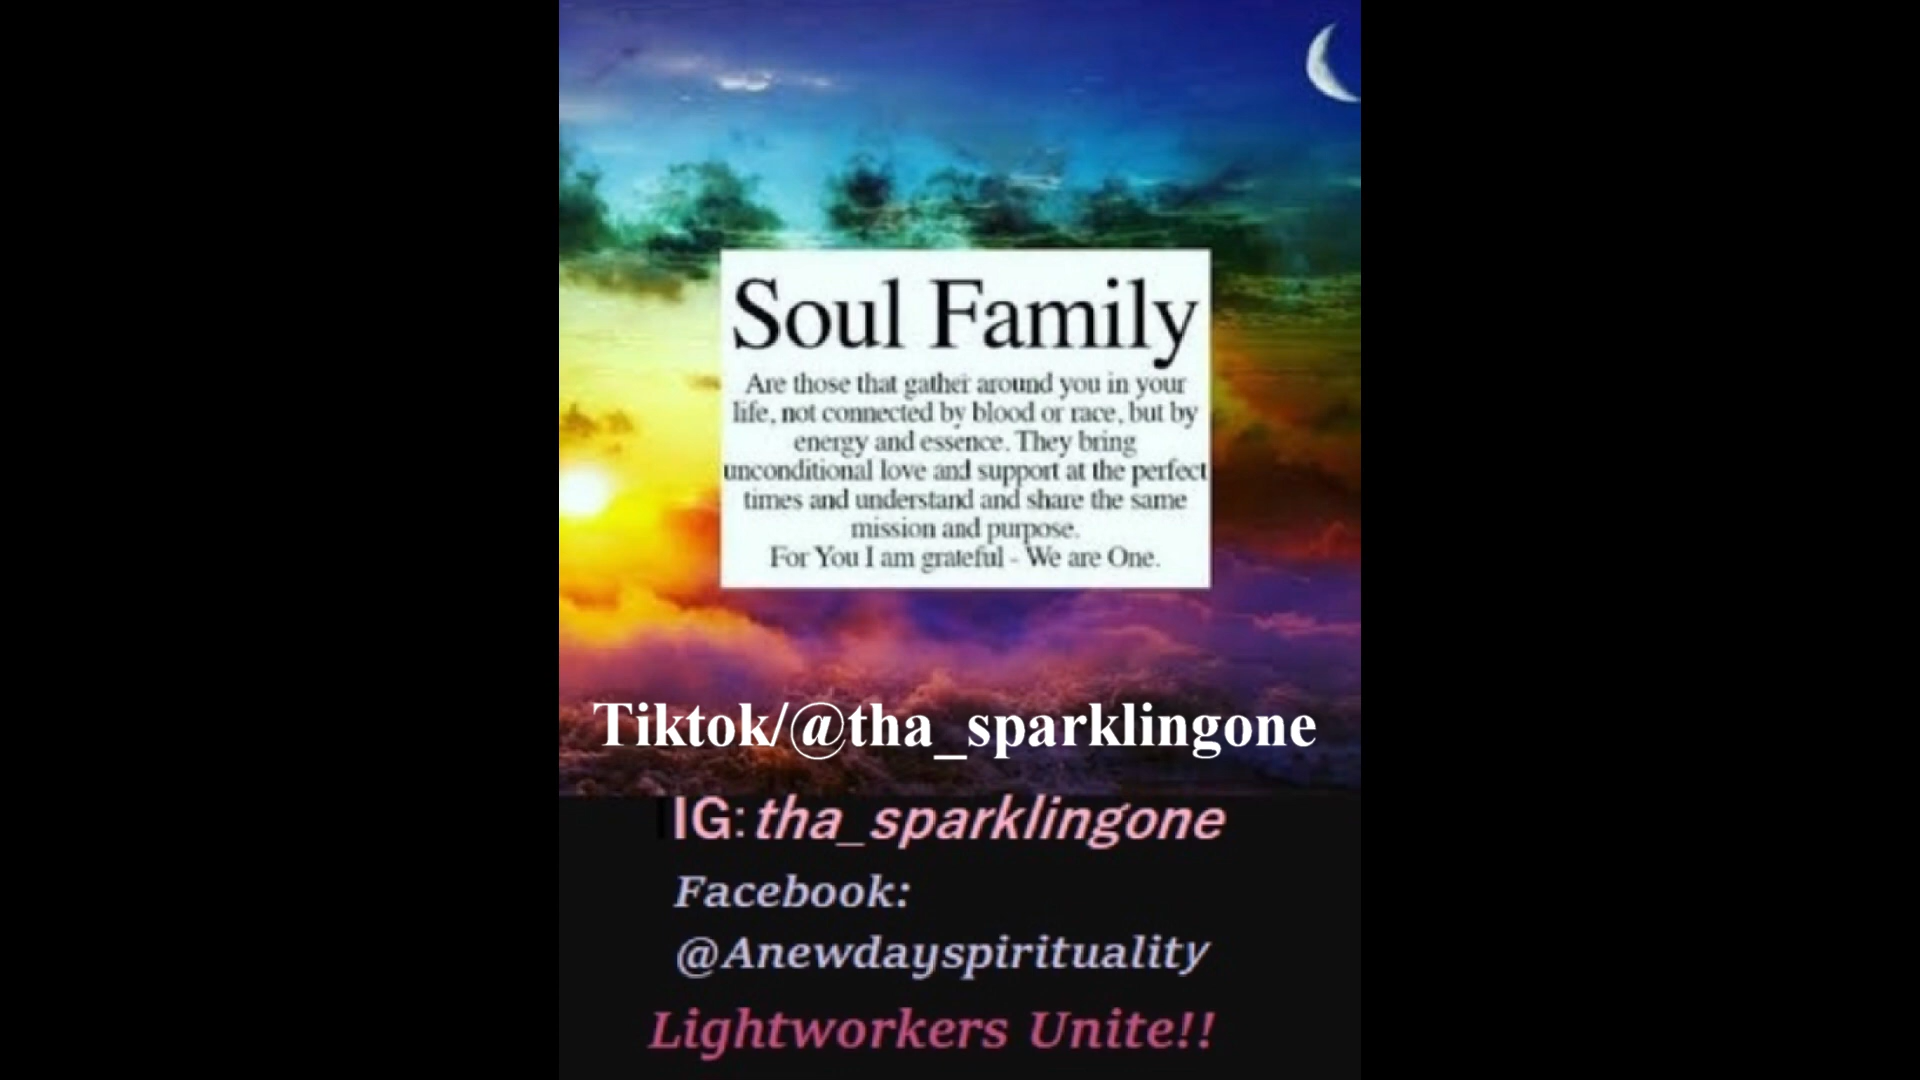 Soul Family
Are those that gather around you in your
life, not connected by blood or race, but by
energy and essence. They bring
unconditional love and support at the perfect
times and understand and share the same
mission and purpose.
For You I am grateful - We are One.
Tiktok/@tha_sparklingone
IG: tha_sparklingone
Facebook:
@Anewdayspirituality
Lightworkers Unite!!